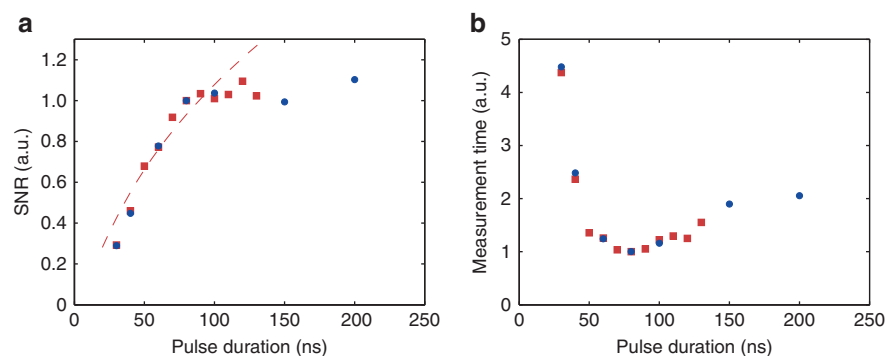 a
SNR (a.u.)
1.2
1.0
0.8
0.6
0.4
0.2
0
0 50 100 150 200 250
Pulse duration (ns)
b
Measurement time (a.u.)
5
4
3
2
1
0
0 50 100 150 200 250
Pulse duration (ns)